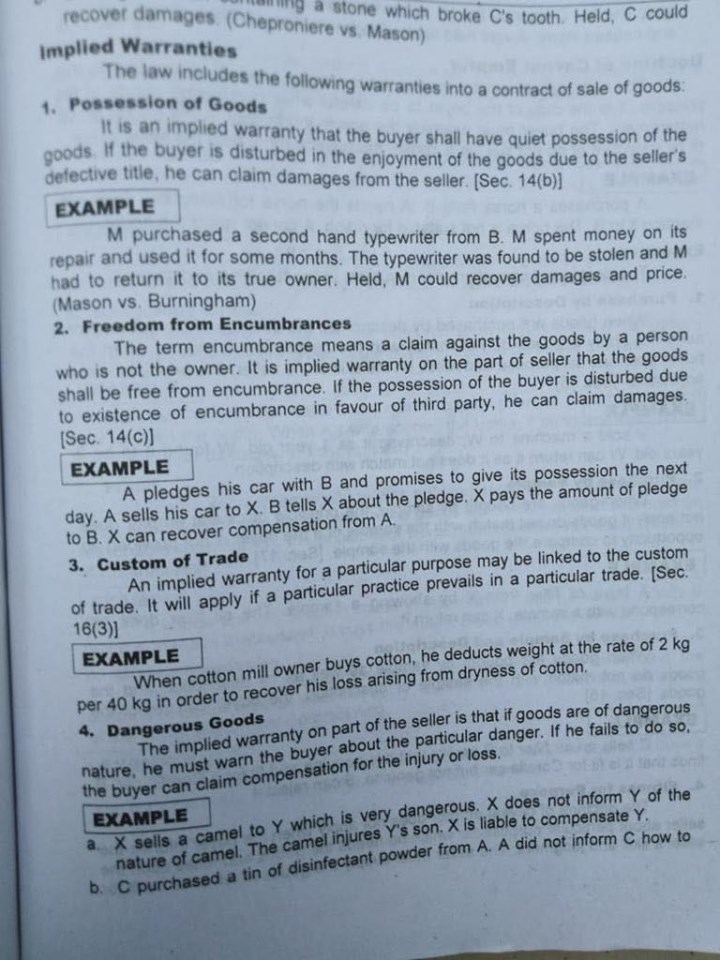 a stone which broke C's tooth. Held, C could
recover damages. (Cheproniere vs. Mason)
Implied Warranties
The law includes the following warranties into a contract of sale of goods:
1. Possession of Goods
It is an implied warranty that the buyer shall have quiet possession of the
goods. If the buyer is disturbed in the enjoyment of the goods due to the seller's
defective title, he can claim damages from the seller. [Sec. 14(b)]
EXAMPLE
M purchased a second hand typewriter from B. M spent money on its
repair and used it for some months. The typewriter was found to be stolen and M
had to return it to its true owner. Held, M could recover damages and price.
(Mason vs. Burningham)
2. Freedom from Encumbrances
The term encumbrance means a claim against the goods by a person
who is not the owner. It is implied warranty on the part of seller that the goods
shall be free from encumbrance. If the possession of the buyer is disturbed due
to existence of encumbrance in favour of third party, he can claim damages.
[Sec. 14(c)]
EXAMPLE
A pledges his car with B and promises to give its possession the next
day. A sells his car to X. B tells X about the pledge. X pays the amount of pledge
to B. X can recover compensation from A.
3. Custom of Trade
An implied warranty for a particular purpose may be linked to the custom
of trade. It will apply if a particular practice prevails in a particular trade. [Sec.
16(3)]
EXAMPLE
When cotton mill owner buys cotton, he deducts weight at the rate of 2 kg
per 40 kg in order to recover his loss arising from dryness of cotton.
4. Dangerous Goods
The implied warranty on part of the seller is that if goods are of dangerous
nature, he must warn the buyer about the particular danger. If he fails to do so,
the buyer can claim compensation for the injury or loss.
EXAMPLE
a. X sells a camel to Y which is very dangerous. X does not inform Y of the
nature of camel. The camel injures Y's son. X is liable to compensate Y.
b. C purchased a tin of disinfectant powder from A. A did not inform C how to